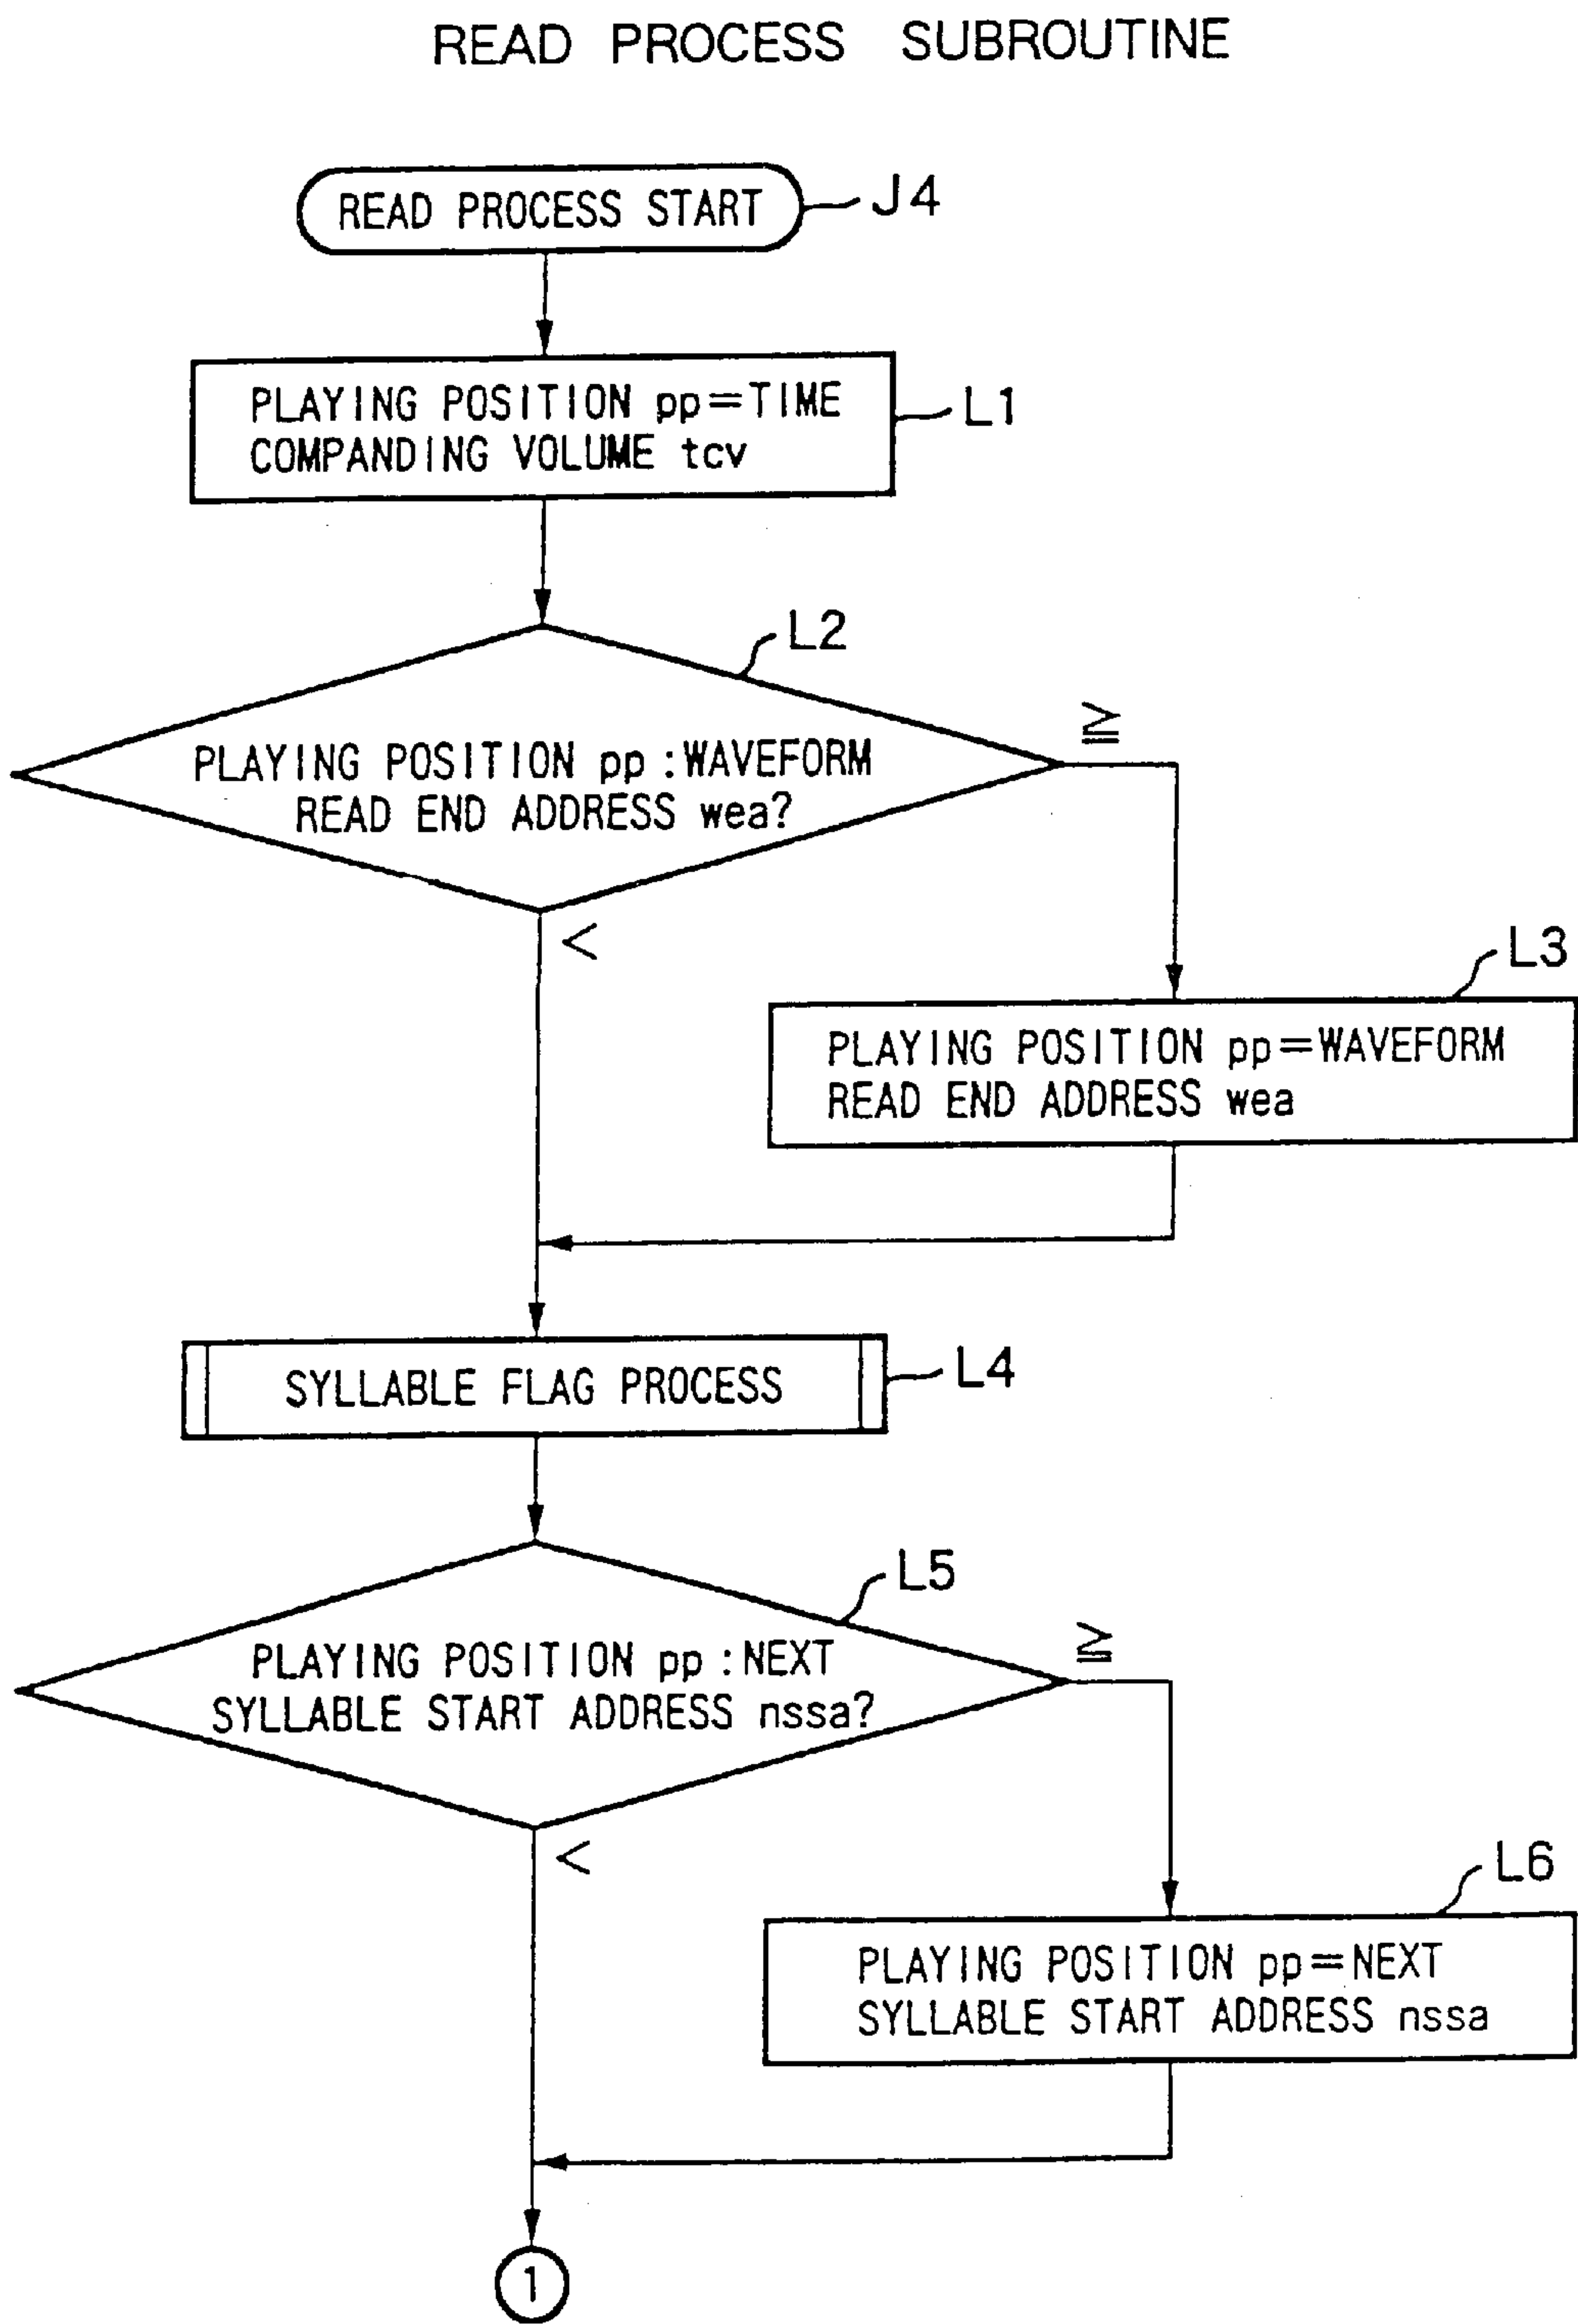 READ PROCESS SUBROUTINE
READ PROCESS START
J4
PLAYING POSITION pp=TIME
COMPANDING VOLUME tcv
L1
L2
PLAYING POSITION pp:WAVEFORM
READ END ADDRESS wea?
≧
<
L3
PLAYING POSITION pp=WAVEFORM
READ END ADDRESS wea
SYLLABLE FLAG PROCESS
L4
L5
PLAYING POSITION pp:NEXT
SYLLABLE START ADDRESS nssa?
≧
<
L6
PLAYING POSITION pp=NEXT
SYLLABLE START ADDRESS nssa
1